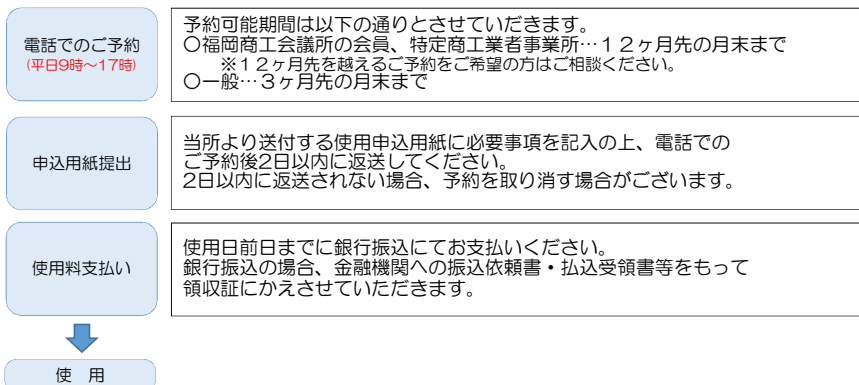 電話でのご予約
(平日9時～17時)
予約可能期間は以下の通りとさせていだきます。
〇福岡商工会議所の会員、特定商工業者事業所…１２ヶ月先の月末まで
※１２ヶ月先を越えるご予約をご希望の方はご相談ください。
〇一般…３ヶ月先の月末まで
申込用紙提出
当所より送付する使用申込用紙に必要事項を記入の上、電話での
ご予約後2日以内に返送してください。
2日以内に返送されない場合、予約を取り消す場合がございます。
使用料支払い
使用日前日までに銀行振込にてお支払いください。
銀行振込の場合、金融機関への振込依頼書・払込受領書等をもって
領収証にかえさせていただきます。
使　用